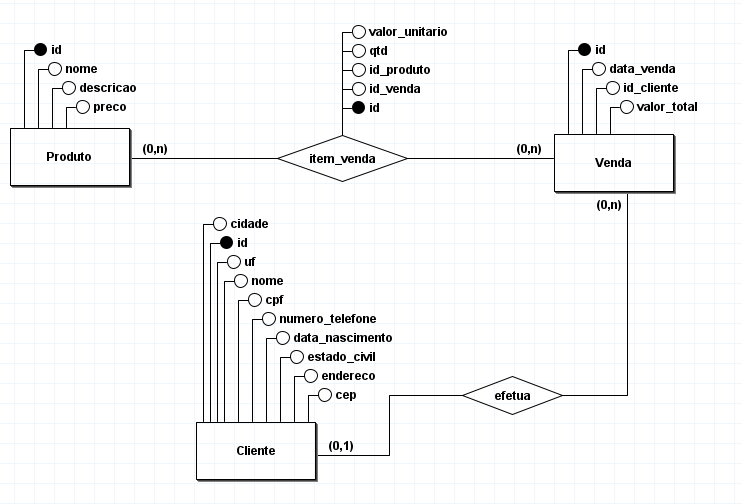 id
nome
descricao
preco
Produto
(0,n)
valor_unitario
qtd
id_produto
id_venda
id
item_venda
(0,n)
id
data_venda
id_cliente
valor_total
Venda
(0,n)
cidade
id
uf
nome
cpf
numero_telefone
data_nascimento
estado_civil
endereco
cep
Cliente
(0,1)
efetua